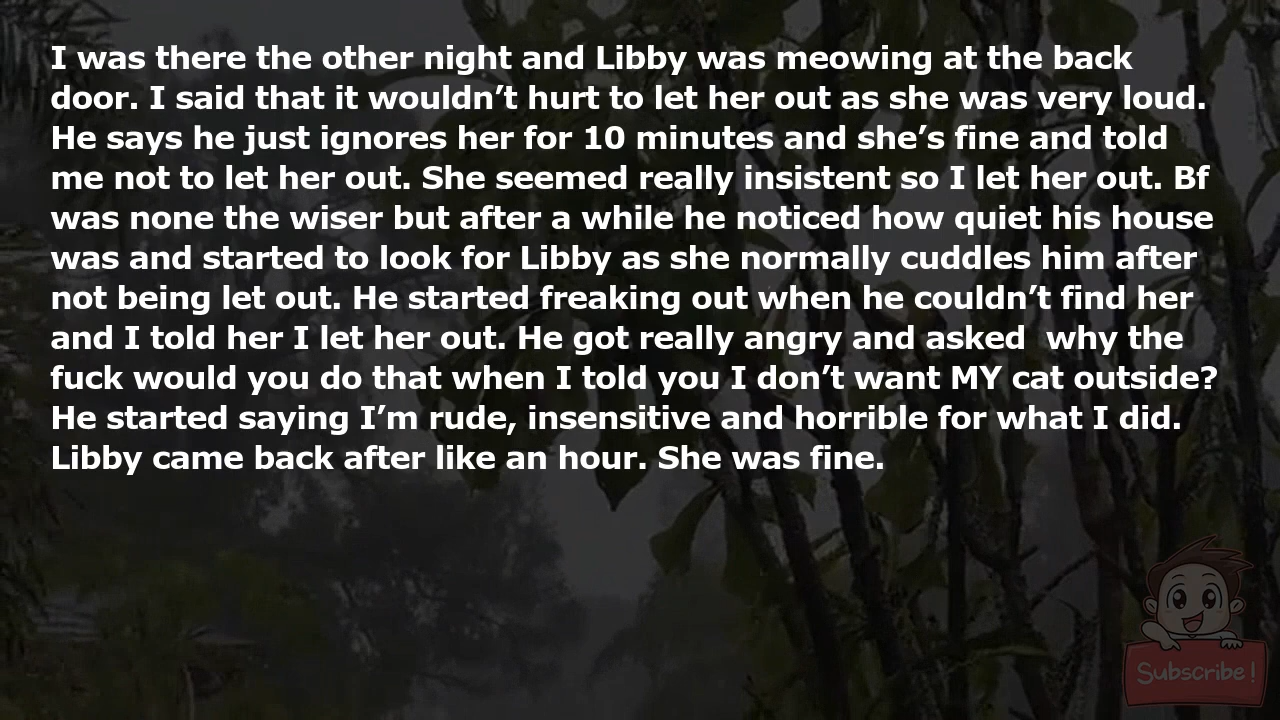 I was there the other night and Libby was meowing at the back
door. I said that it wouldn’t hurt to let her out as she was very loud.
He says he just ignores her for 10 minutes and she’s fine and told
me not to let her out. She seemed really insistent so I let her out. Bf
was none the wiser but after a while he noticed how quiet his house
was and started to look for Libby as she normally cuddles him after
not being let out. He started freaking out when he couldn’t find her
and I told her I let her out. He got really angry and asked  why the
fuck would you do that when I told you I don’t want MY cat outside?
He started saying I’m rude, insensitive and horrible for what I did.
Libby came back after like an hour. She was fine.
Subscribe!